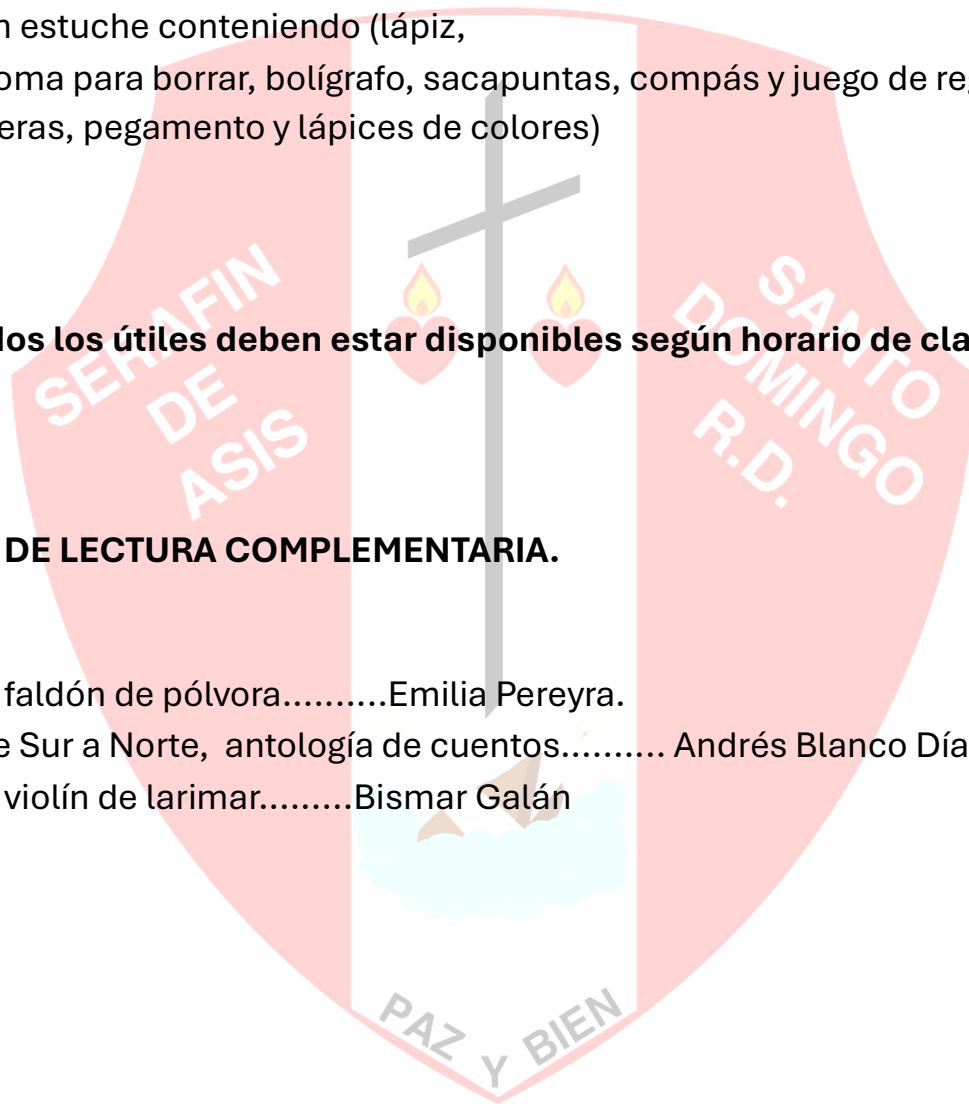 n estuche conteniendo (lápiz,
oma para borrar, bolígrafo, sacapuntas, compás y juego de reg
eras, pegamento y lápices de colores)
SERAFIN
DE
ASIS
SANTO
DOMINGO
R.D.
dos los útiles deben estar disponibles según horario de cla
DE LECTURA COMPLEMENTARIA.
faldón de pólvora..........Emilia Pereyra.
e Sur a Norte,  antología de cuentos.......... Andrés Blanco Día
violín de larimar.........Bismar Galán
PAZ Y BIEN